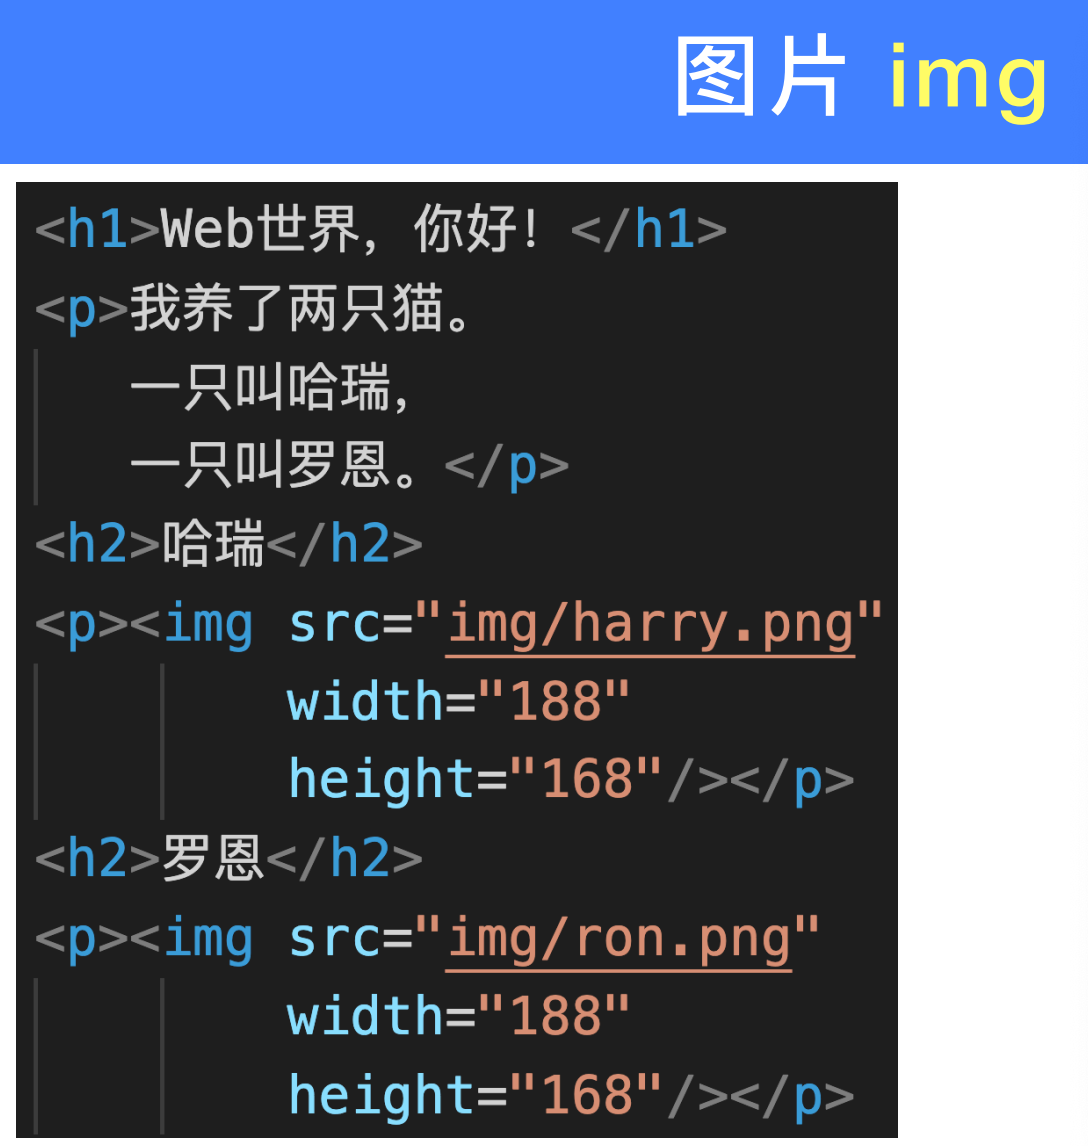 图片 img
<h1>Web世界，你好！</h1>
<p>我养了两只猫。
一只叫哈瑞，
一只叫罗恩。</p>
<h2>哈瑞</h2>
<p><img src="img/harry.png"
width="188"
height="168"/></p>
<h2>罗恩</h2>
<p><img src="img/ron.png"
width="188"
height="168"/></p>